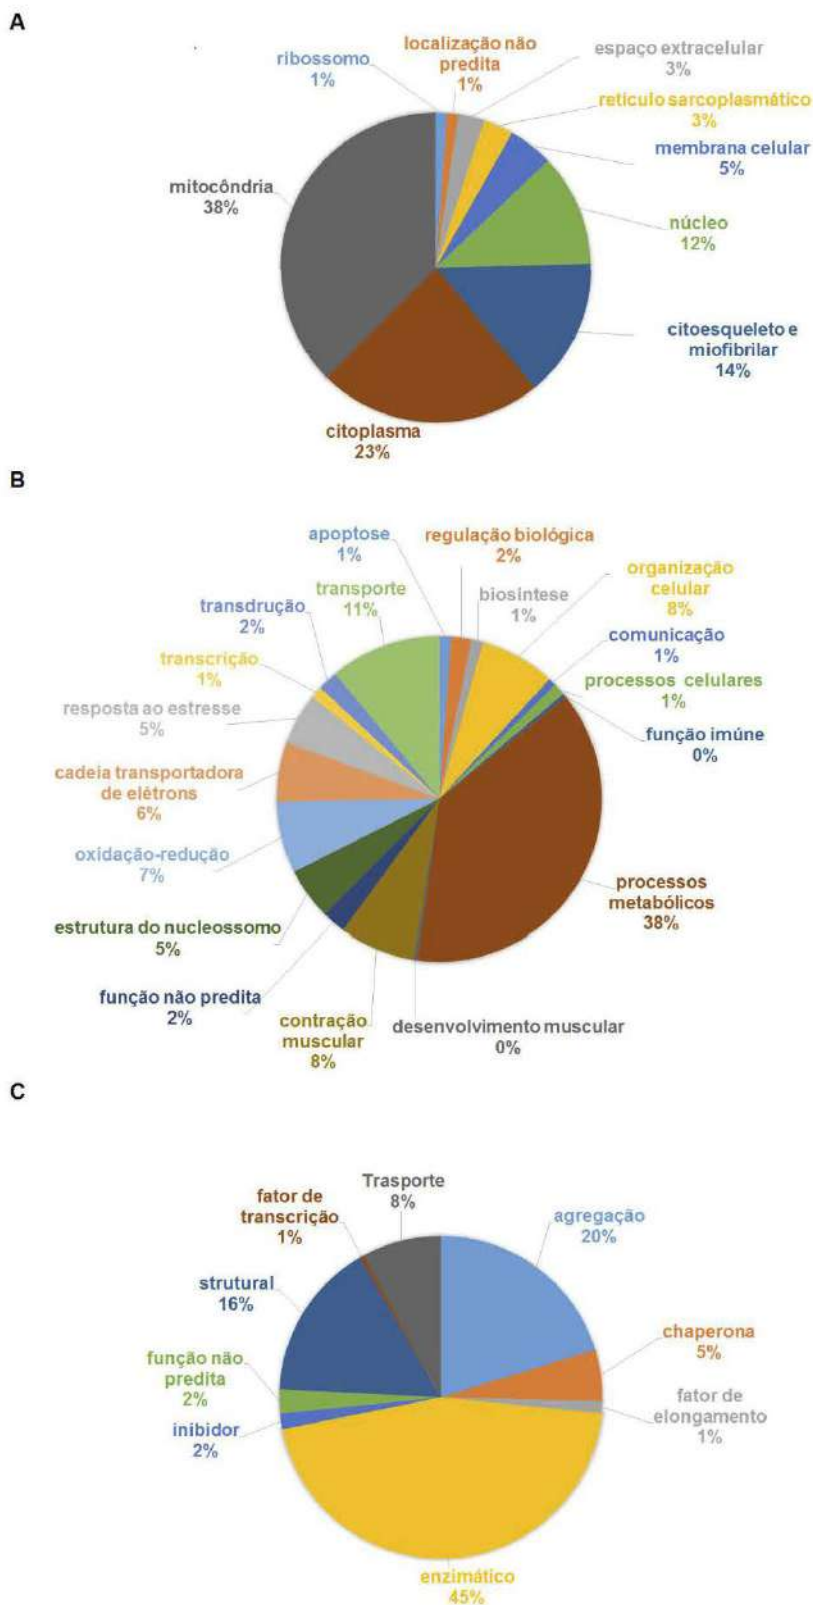 A
ribossomo
1%
localização não
predita
1%
espaço extracelular
3%
reticulo sarcoplasmático
3%
membrana celular
5%
núcleo
12%
citoesqueleto e
miofibrilar
14%
citoplasma
23%
mitocôndria
38%
B
apoptose
1%
regulação biológica
2%
biosintese
1%
organização
celular
8%
comunicação
1%
processos celulares
1%
função imúne
0%
processos
metabólicos
38%
desenvolvimento muscular
0%
contração
muscular
8%
função não predita
2%
estrutura do nucleossomo
5%
oxidação-redução
7%
cadeia transportadora
de elétrons
6%
resposta ao estresse
5%
transcrição
1%
transdrução
2%
transporte
11%
C
Trasporte
8%
agregação
20%
chaperona
5%
fator de
elongamento
1%
enzimático
45%
inibidor
2%
função não
predita
2%
strutural
16%
fator de
transcrição
1%